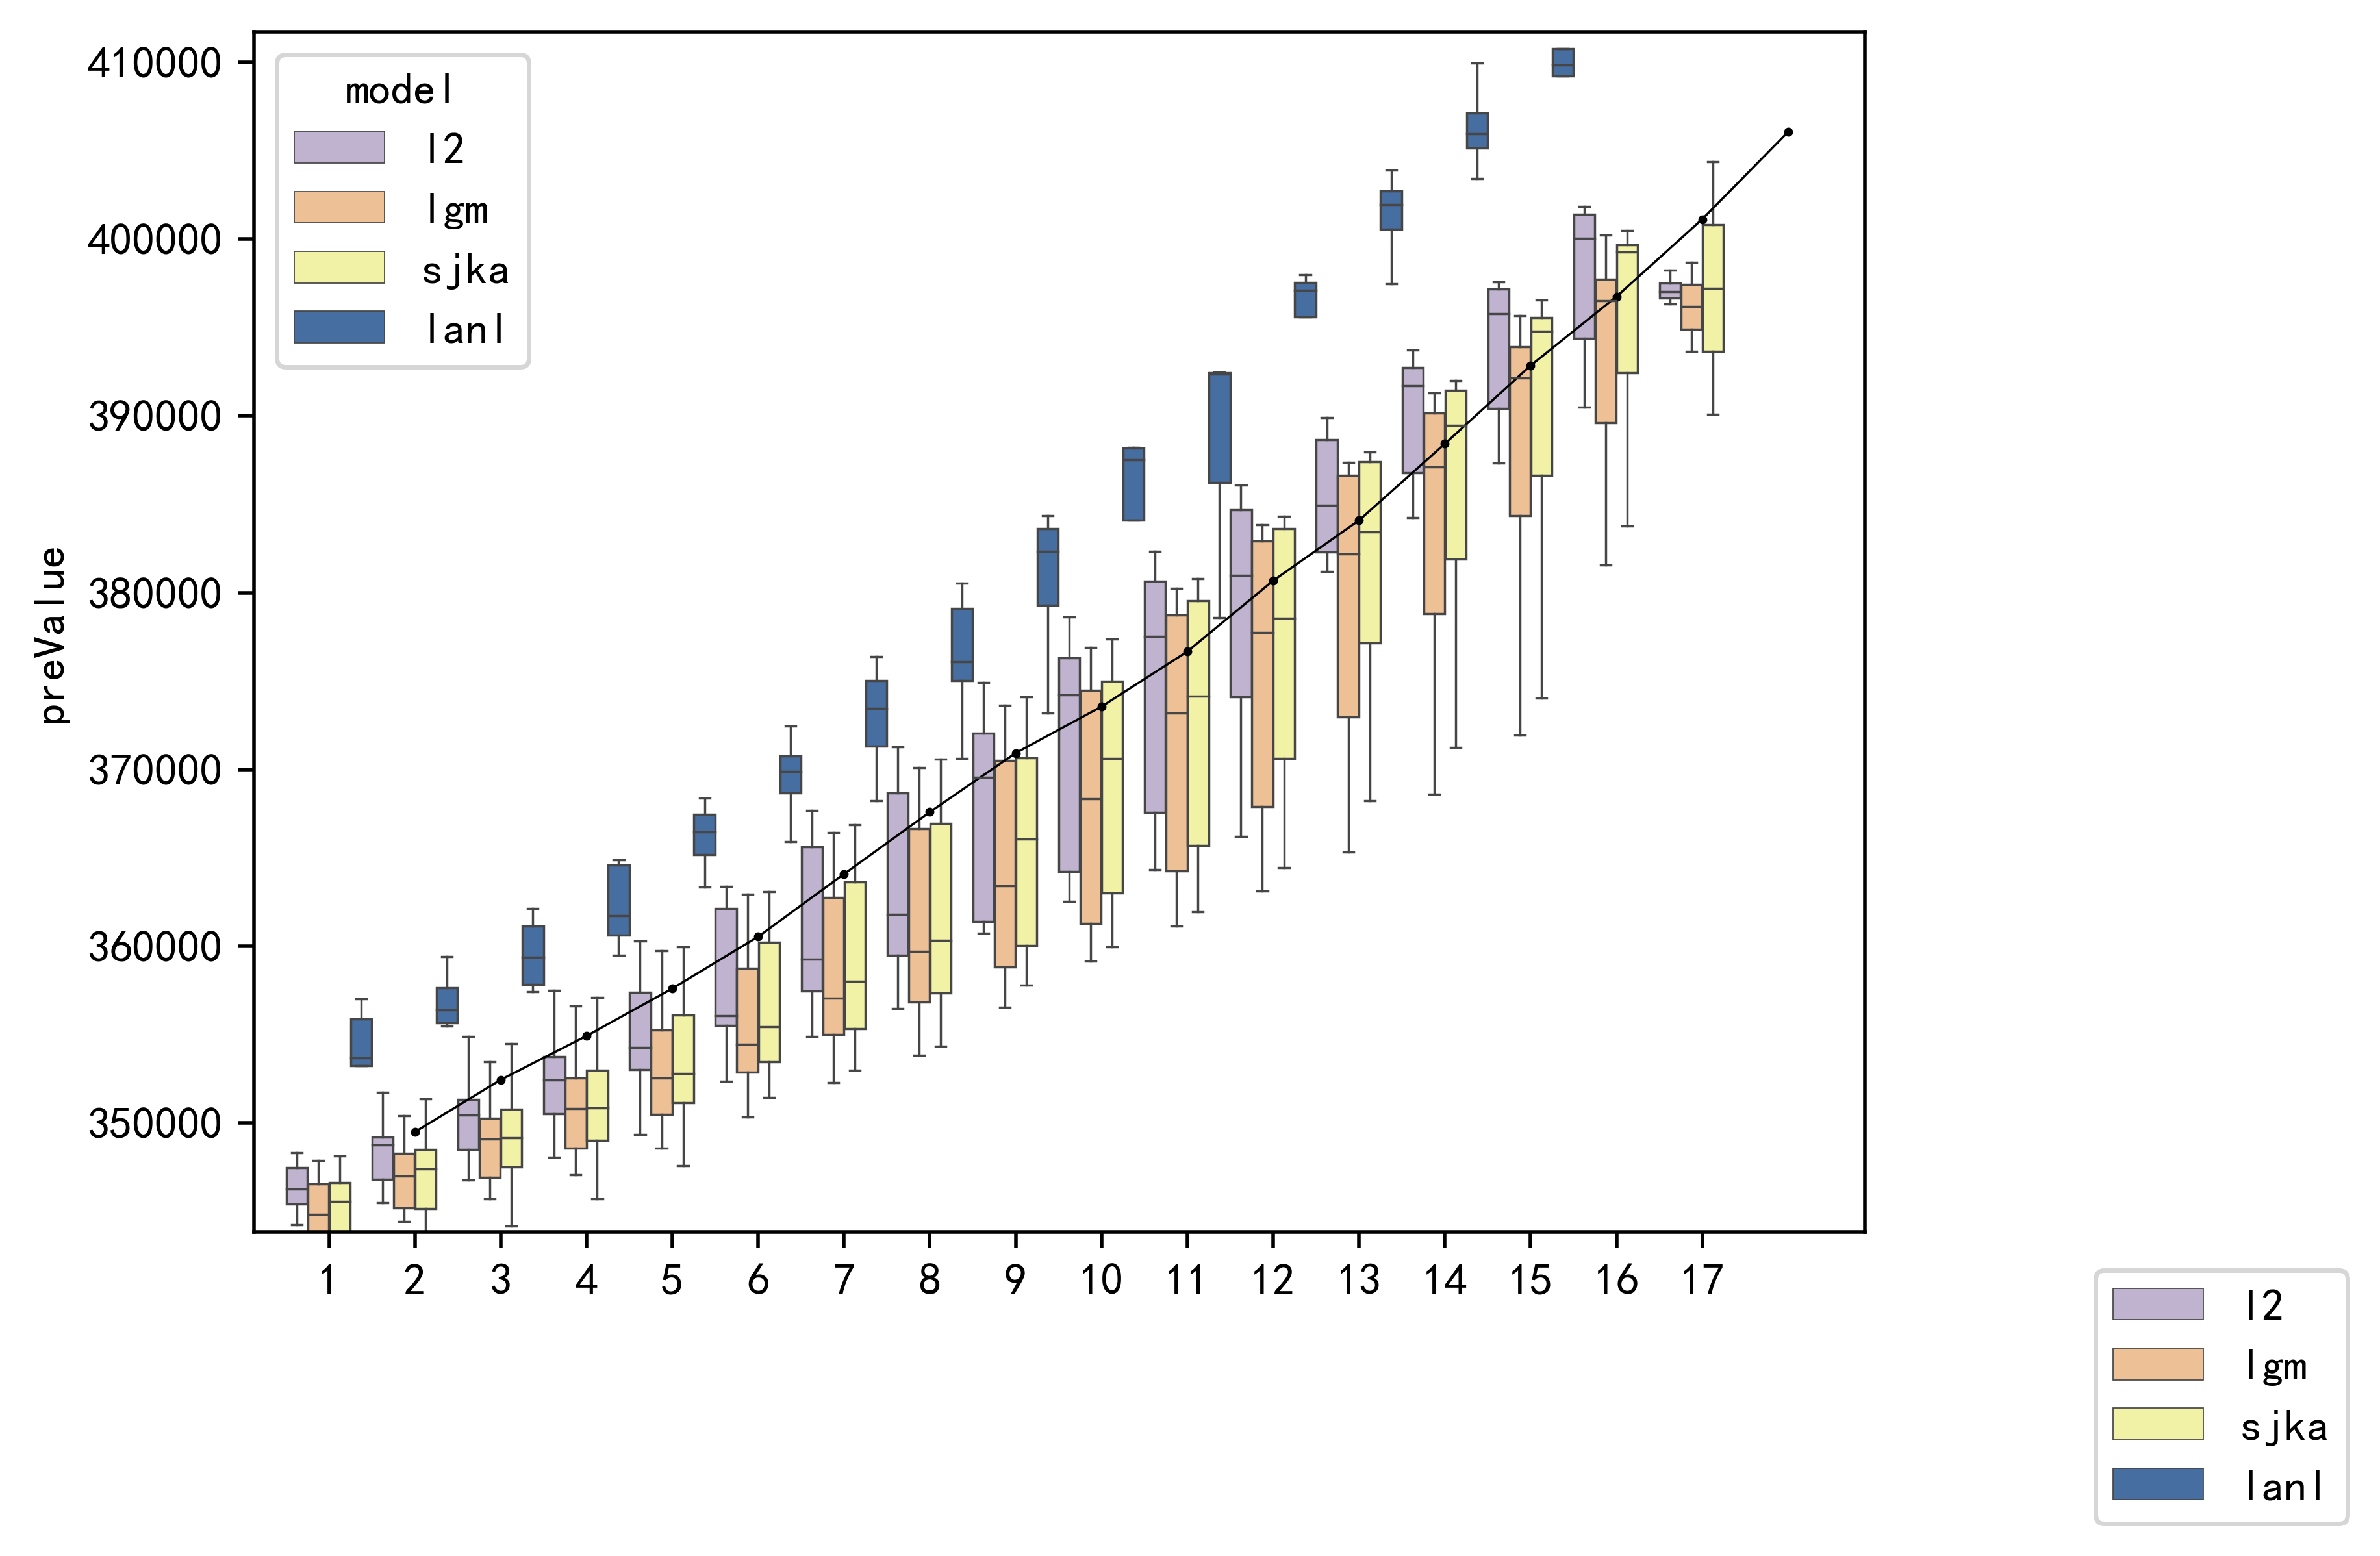 model
l2
lgm
sjka
lanl
410000
400000
390000
380000
370000
360000
350000
preValue
1 2 3 4 5 6 7 8 9 10 11 12 13 14 15 16 17
l2
lgm
sjka
lanl